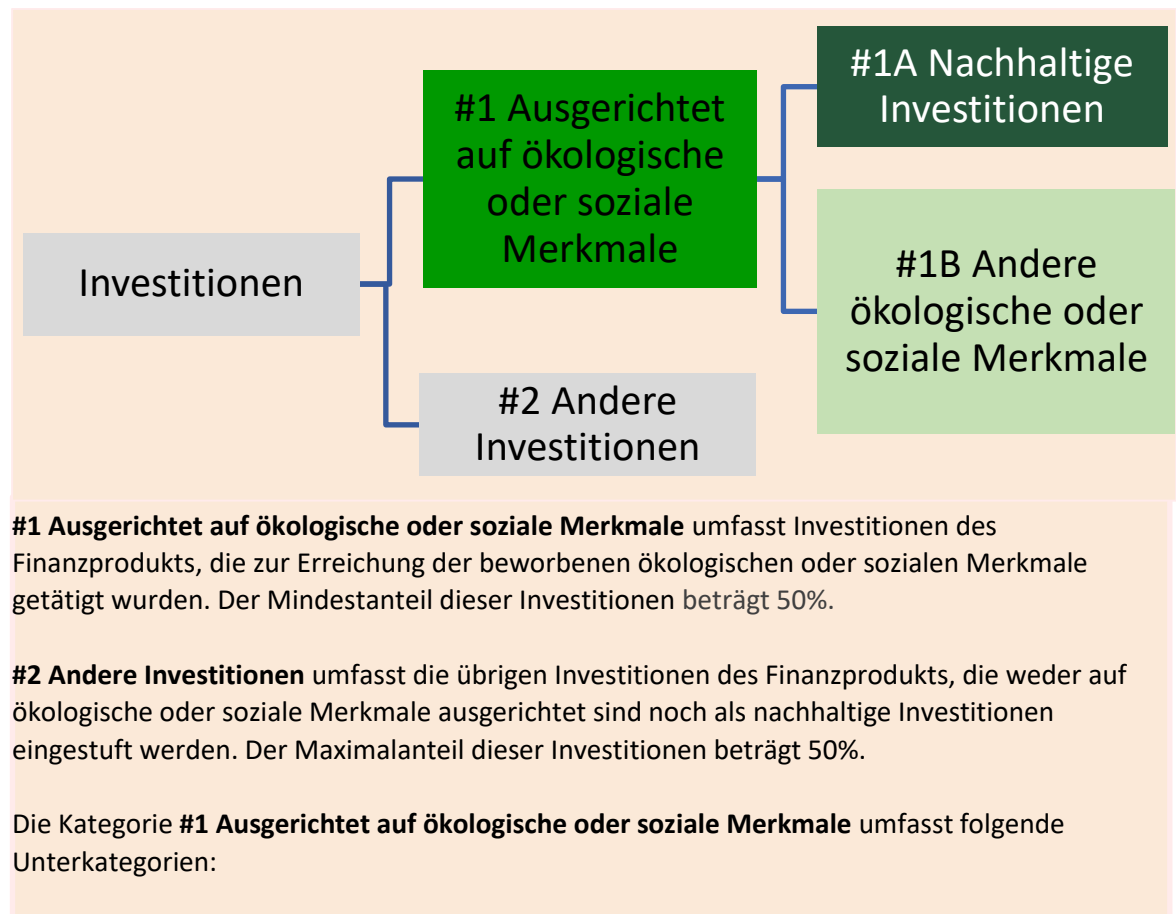 #1A Nachhaltige
Investitionen
#1 Ausgerichtet
auf ökologische
oder soziale
Merkmale
#1B Andere
ökologische oder
soziale Merkmale
Investitionen
#2 Andere
Investitionen
#1 Ausgerichtet auf ökologische oder soziale Merkmale umfasst Investitionen des
Finanzprodukts, die zur Erreichung der beworbenen ökologischen oder sozialen Merkmale
getätigt wurden. Der Mindestanteil dieser Investitionen beträgt 50%.
#2 Andere Investitionen umfasst die übrigen Investitionen des Finanzprodukts, die weder auf
ökologische oder soziale Merkmale ausgerichtet sind noch als nachhaltige Investitionen
eingestuft werden. Der Maximalanteil dieser Investitionen beträgt 50%.
Die Kategorie #1 Ausgerichtet auf ökologische oder soziale Merkmale umfasst folgende
Unterkategorien: